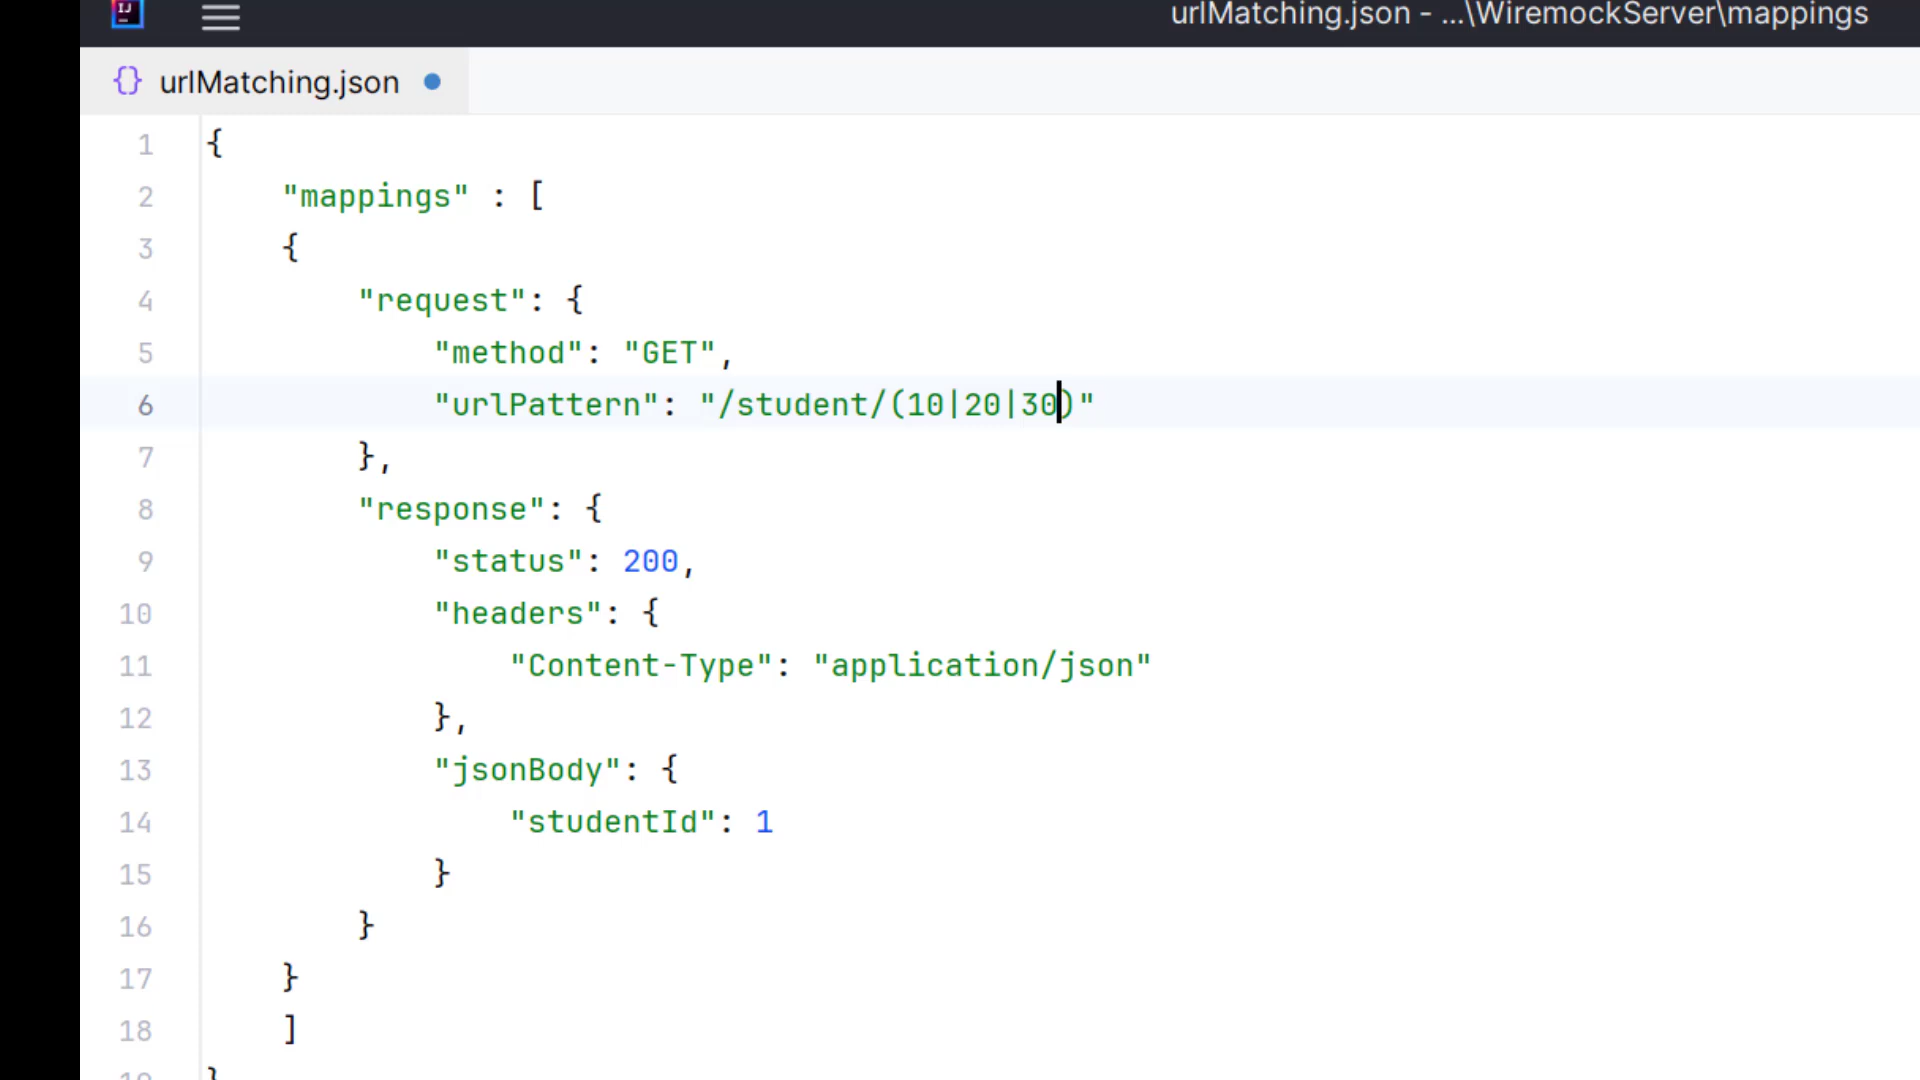 IJ
urlMatching.json - ...\WiremockServer\mappings
{} urlMatching.json
1 {
2 "mappings" : [
3 {
4 "request": {
5 "method": "GET",
6 "urlPattern": "/student/(10|20|30)"
7 },
8 "response": {
9 "status": 200,
10 "headers": {
11 "Content-Type": "application/json"
12 },
13 "jsonBody": {
14 "studentId": 1
15 }
16 }
17 }
18 ]
19 }